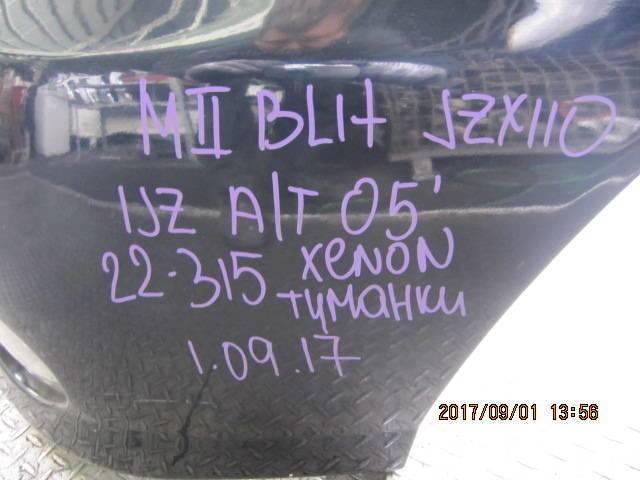 MII BLIT JZX110
1JZ A/T 05'
22-315 XENON
туманки
1.09.17
2017/09/01 13:56